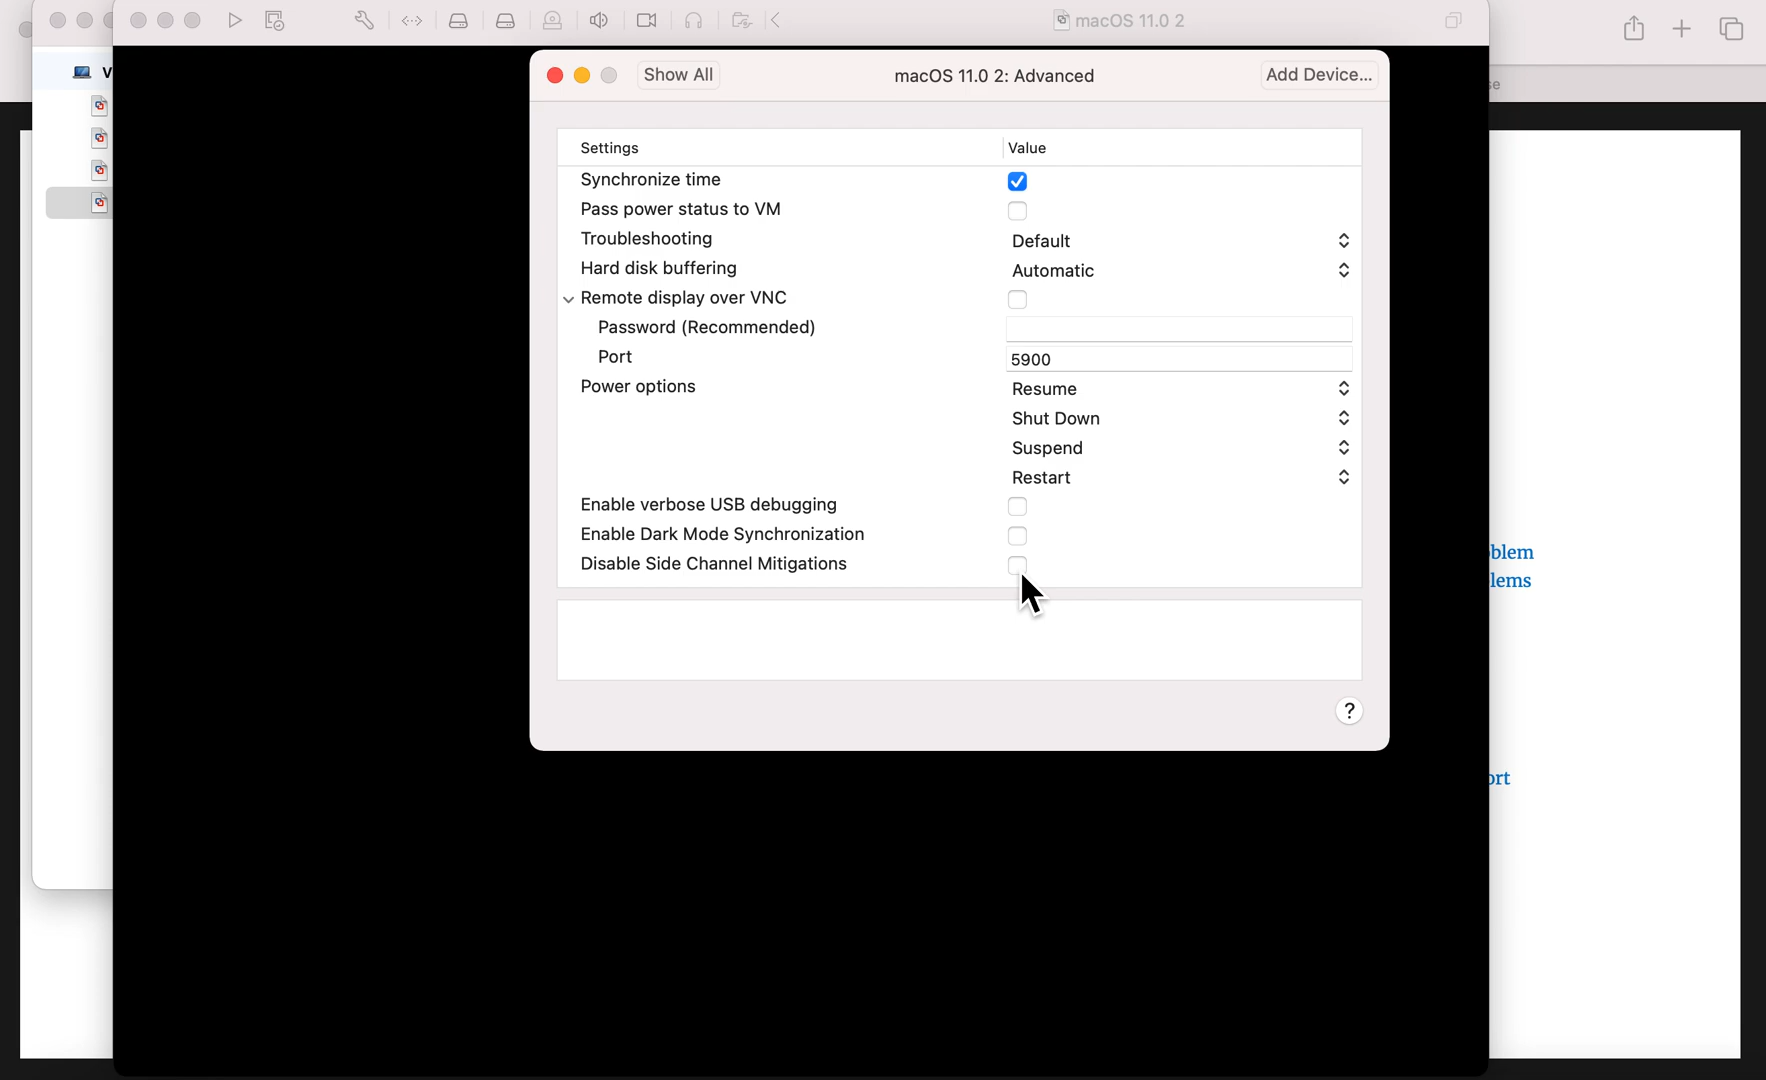 macOS 11.0 2
V
Show All
macOS 11.0 2: Advanced
Add Device...
se
Settings
Value
Synchronize time
Pass power status to VM
Troubleshooting
Default
Hard disk buffering
Automatic
Remote display over VNC
Password (Recommended)
Port
5900
Power options
Resume
Shut Down
Suspend
Restart
Enable verbose USB debugging
Enable Dark Mode Synchronization
Disable Side Channel Mitigations
blem
lems
ort
?